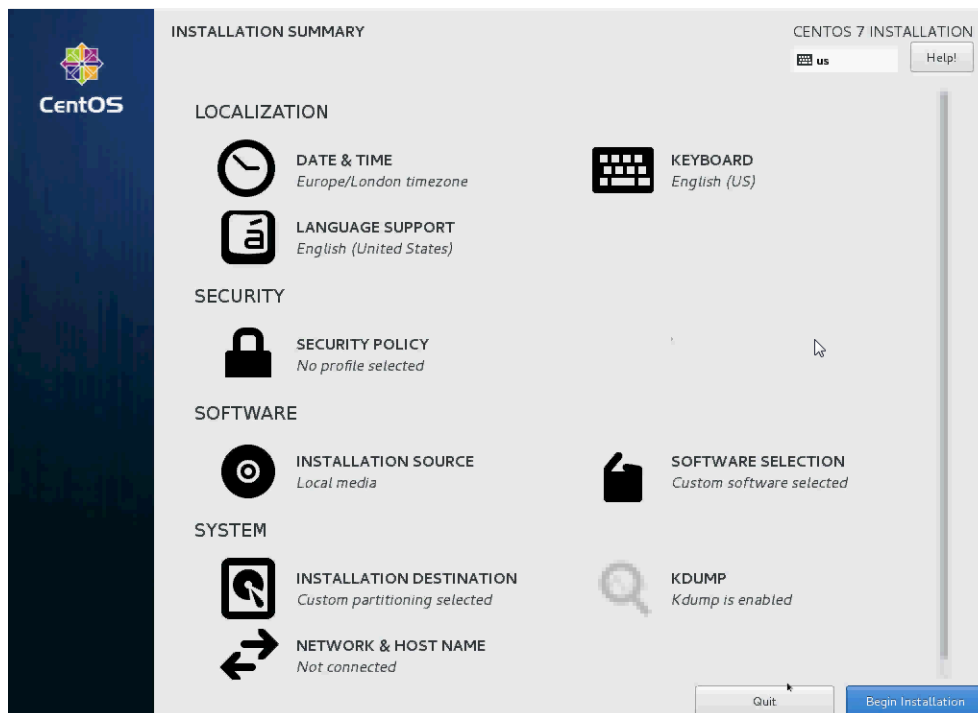 INSTALLATION SUMMARY
CENTOS 7 INSTALLATION
us
Help!
CentOS
LOCALIZATION
DATE & TIME
Europe/London timezone
KEYBOARD
English (US)
á
LANGUAGE SUPPORT
English (United States)
SECURITY
SECURITY POLICY
No profile selected
SOFTWARE
INSTALLATION SOURCE
Local media
SOFTWARE SELECTION
Custom software selected
SYSTEM
INSTALLATION DESTINATION
Custom partitioning selected
KDUMP
Kdump is enabled
NETWORK & HOST NAME
Not connected
Quit
Begin Installation